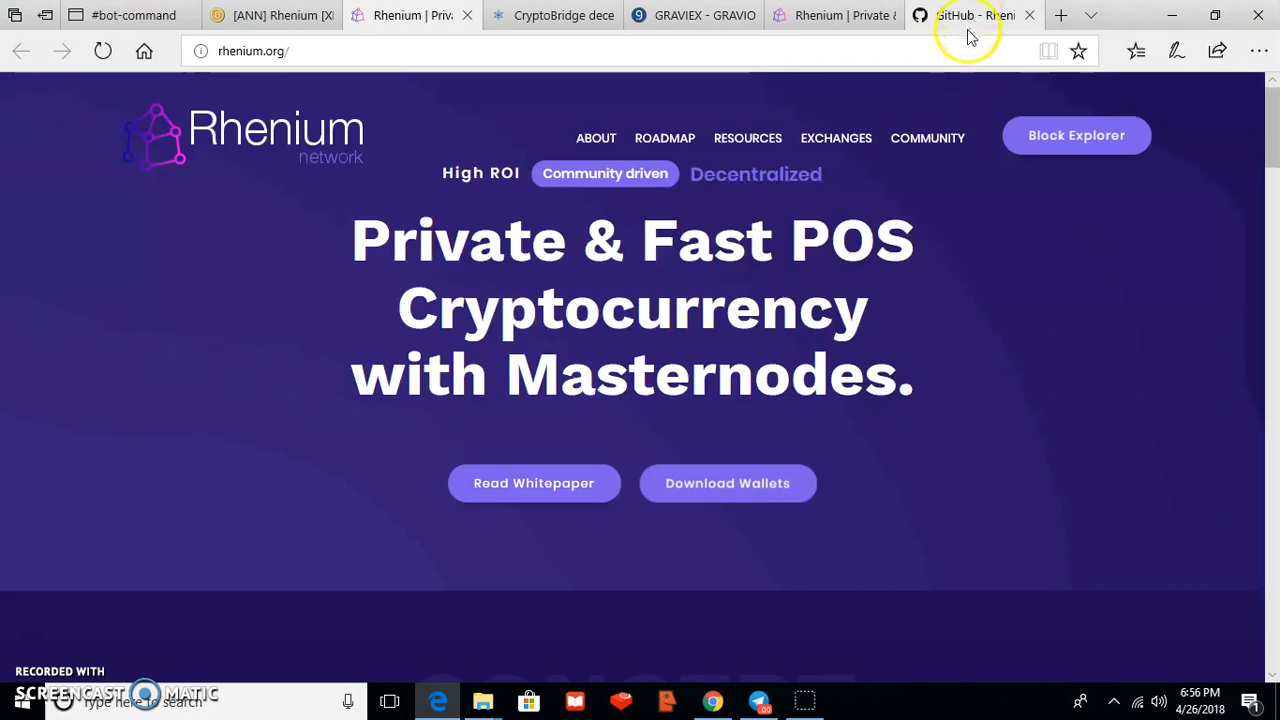 #bot-command
[ANN] Rhenium [X
Rhenium | Priva
CryptoBridge dece
GRAVIEX - GRAVIO
Rhenium | Private &
GitHub - Rheni
rhenium.org/
Rhenium
network
ABOUT
ROADMAP
RESOURCES
EXCHANGES
COMMUNITY
Block Explorer
High ROI
Community driven
Decentralized
Private & Fast POS
Cryptocurrency
with Masternodes.
Read Whitepaper
Download Wallets
RECORDED WITH
SCREENCAST MATIC
Type here to search
6:56 PM
4/26/2018